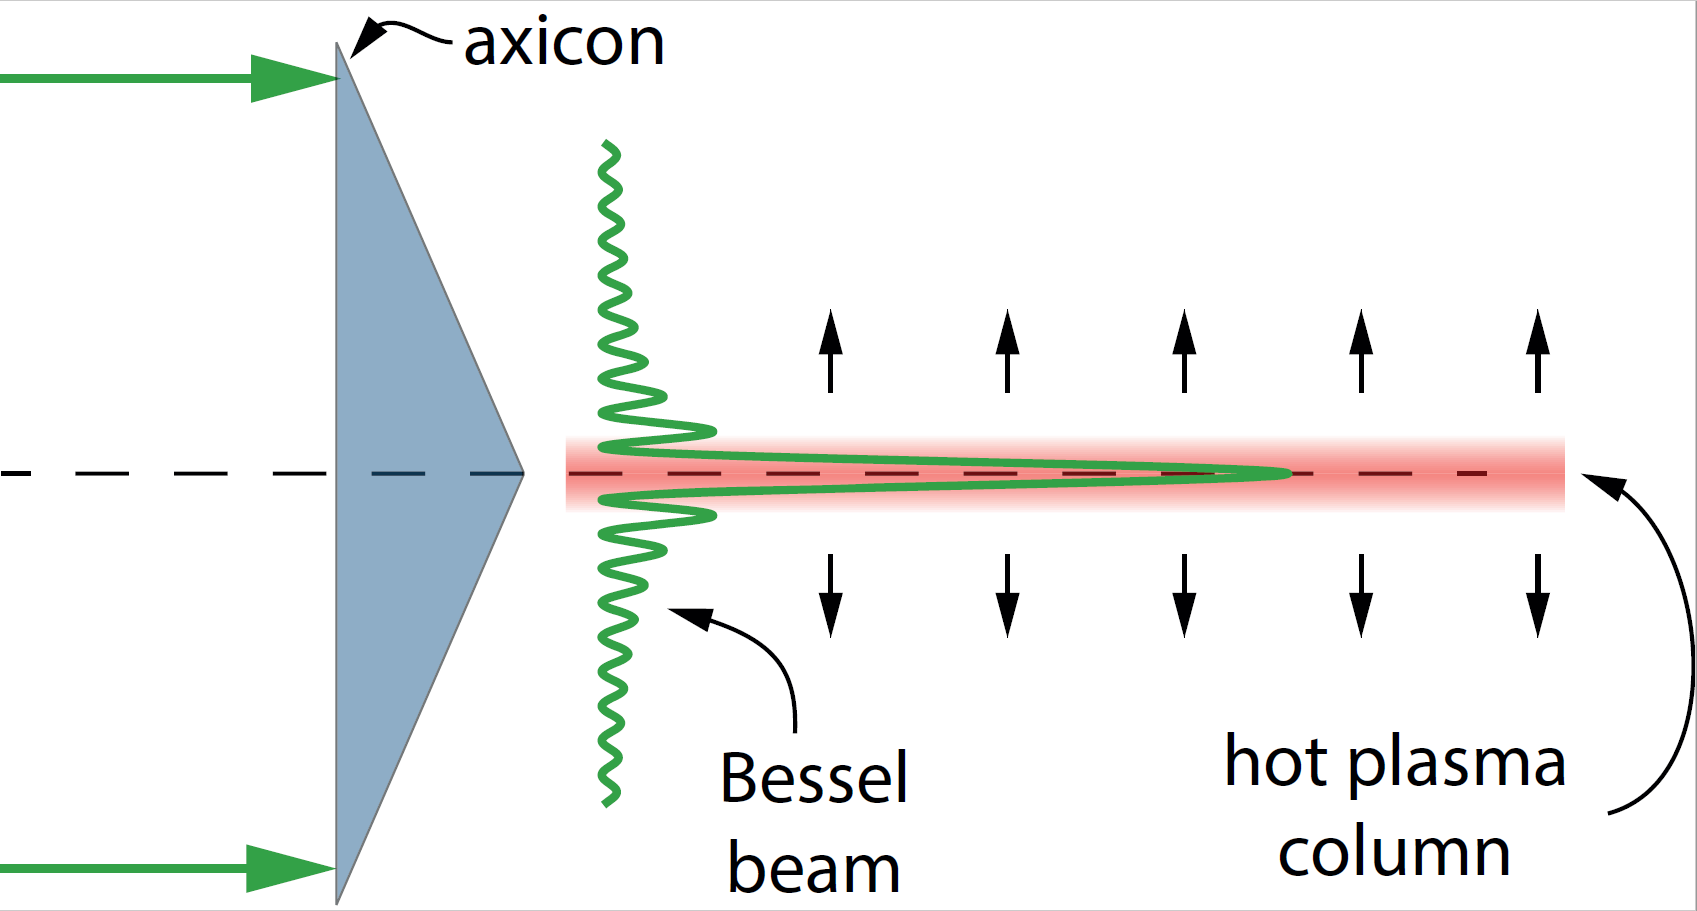 axicon
Bessel
beam
hot plasma
column